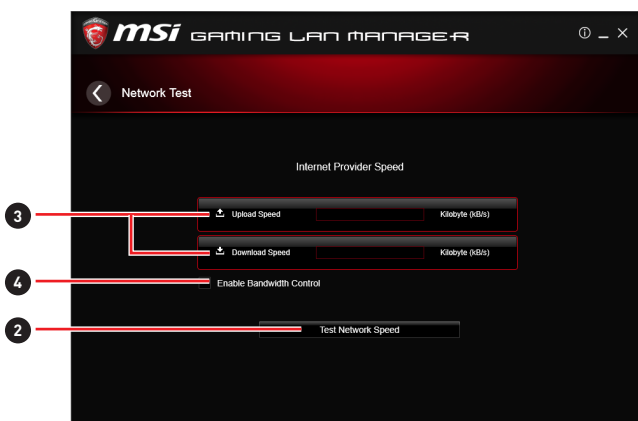 msi GAMING LAN MANAGER
Network Test
Internet Provider Speed
3
Upload Speed Kilobyte (kB/s)
Download Speed Kilobyte (kB/s)
4
Enable Bandwidth Control
2
Test Network Speed